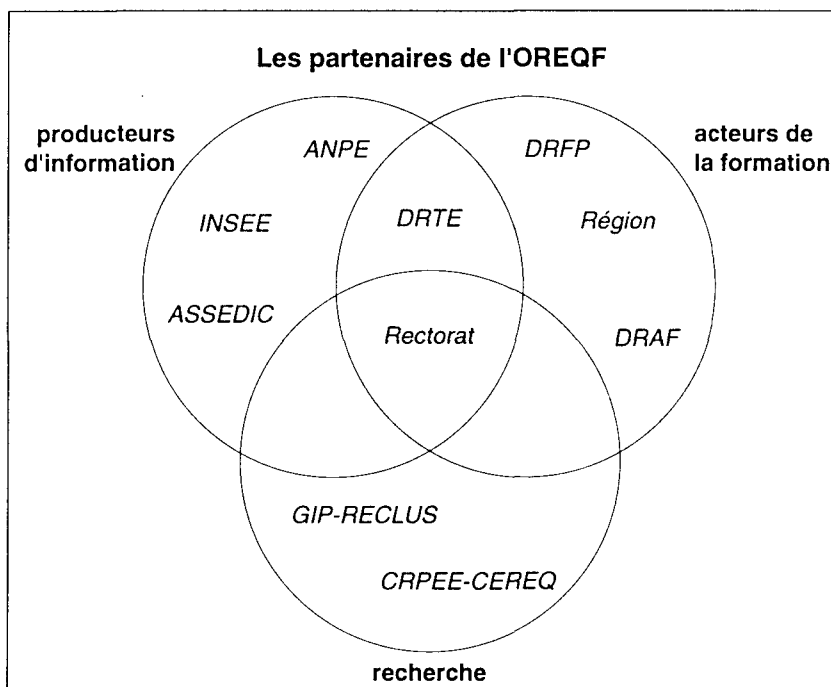 Les partenaires de l'OREQF
producteurs
d'information
acteurs de
la formation
ANPE
DRFP
INSEE
DRTE
Région
ASSEDIC
Rectorat
DRAF
GIP-RECLUS
CRPEE-CEREQ
recherche